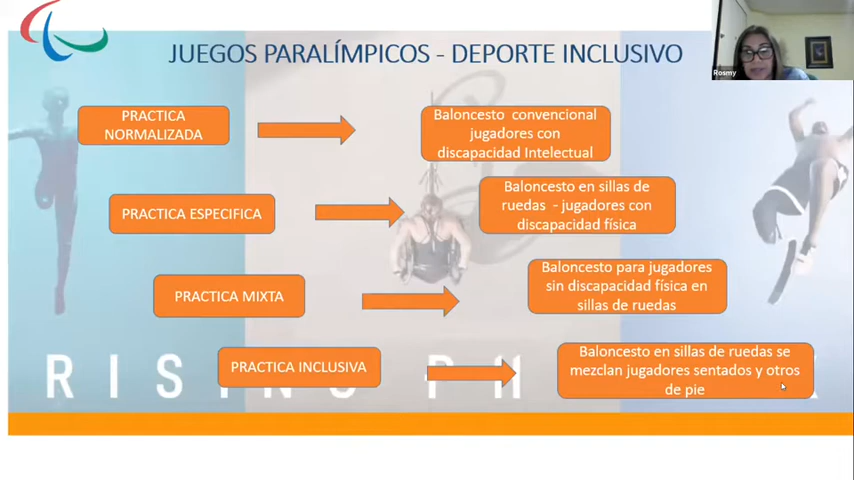 JUEGOS PARALÍMPICOS - DEPORTE INCLUSIVO
Rosmy
PRACTICA
NORMALIZADA
Baloncesto convencional
jugadores con
discapacidad Intelectual
PRACTICA ESPECIFICA
Baloncesto en sillas de
ruedas - jugadores con
discapacidad física
PRACTICA MIXTA
Baloncesto para jugadores
sin discapacidad física en
sillas de ruedas
PRACTICA INCLUSIVA
Baloncesto en sillas de ruedas se
mezclan jugadores sentados y otros
de pie